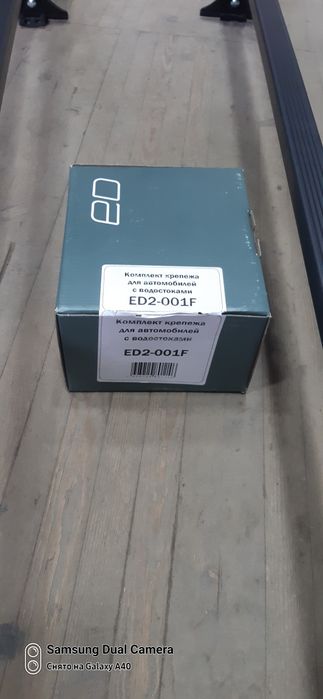 eD
Комплект крепежа
для автомобилей
с водостоками
ED2-001F
Комплект крепежа
для автомобилей
с водостоками
ED2-001F
Samsung Dual Camera
Снято на Galaxy A40